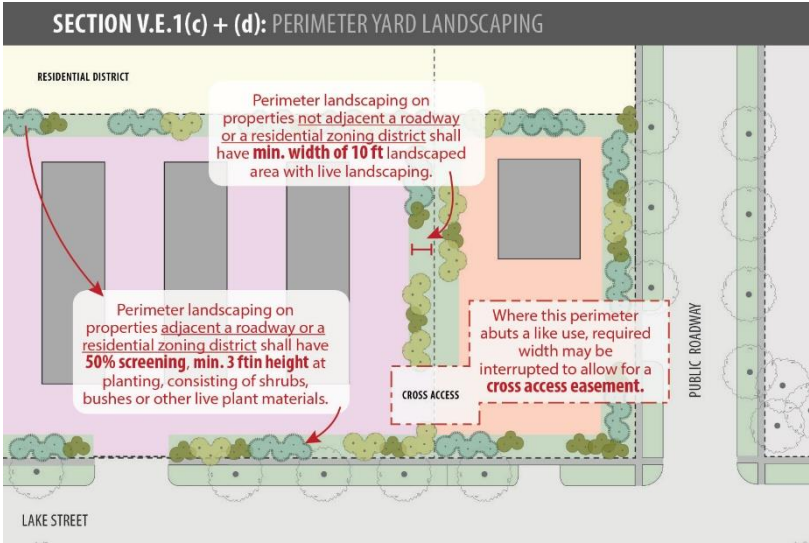 SECTION V.E.1(c) + (d): PERIMETER YARD LANDSCAPING
RESIDENTIAL DISTRICT
Perimeter landscaping on
properties not adjacent a roadway
or a residential zoning district shall
have min. width of 10 ft landscaped
area with live landscaping.
Perimeter landscaping on
properties adjacent a roadway or a
residential zoning district shall have
50% screening, min. 3 ftin height at
planting, consisting of shrubs,
bushes or other live plant materials.
Where this perimeter
abuts a like use, required
width may be
interrupted to allow for a
cross access easement.
CROSS ACCESS
PUBLIC ROADWAY
LAKE STREET